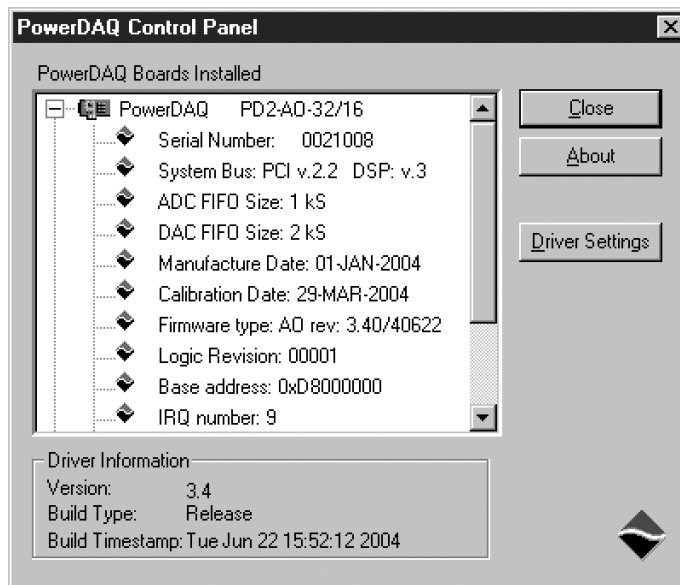 PowerDAQ Control Panel
PowerDAQ Boards Installed
PowerDAQ PD2-AO-32/16
Serial Number: 0021008
System Bus: PCI v.2.2 DSP: v.3
ADC FIFO Size: 1 kS
DAC FIFO Size: 2 kS
Manufacture Date: 01-JAN-2004
Calibration Date: 29-MAR-2004
Firmware type: AO rev: 3.40/40622
Logic Revision: 00001
Base address: 0xD8000000
IRQ number: 9
Close
About
Driver Settings
Driver Information
Version: 3.4
Build Type: Release
Build Timestamp: Tue Jun 22 15:52:12 2004